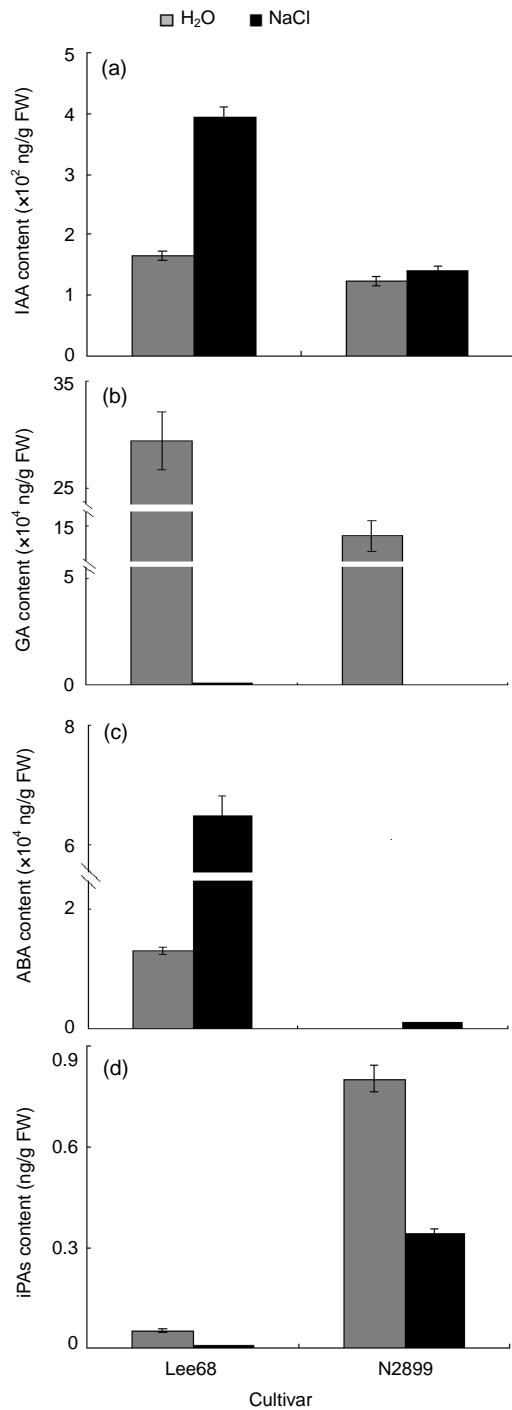 H₂O NaCl
(a)
IAA content (×10² ng/g FW)
5
4
3
2
1
0
(b)
GA content (×10⁴ ng/g FW)
35
25
15
5
0
(c)
ABA content (×10⁴ ng/g FW)
8
6
2
0
(d)
iPAs content (ng/g FW)
0.9
0.6
0.3
0
Lee68 N2899
Cultivar